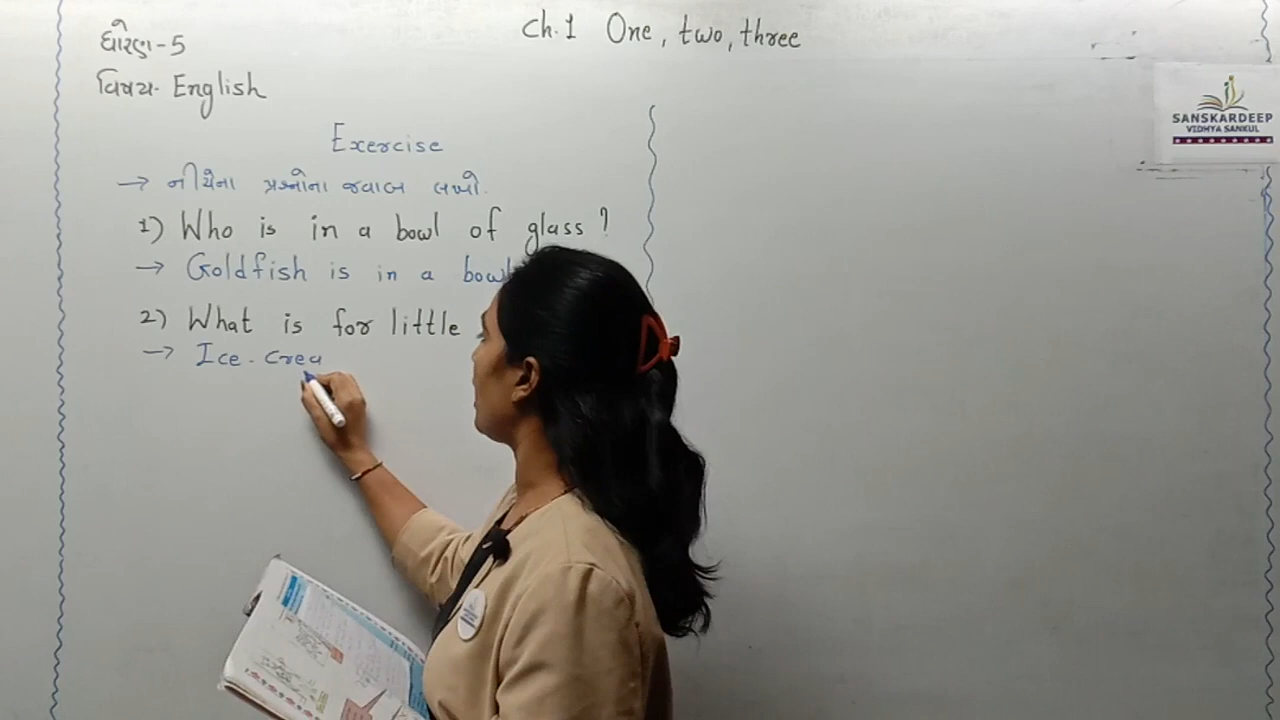 Ch.1 One, two, three
ધોરણ-5
વિષય- English
SANSKARDEEP
VIDHYA SANKUL
Exercise
→ નીચેના પ્રશ્નોના જવાબ લખો.
1) Who is in a bowl of glass?
→ Goldfish is in a bowl
2) What is for little
→ Ice-crea